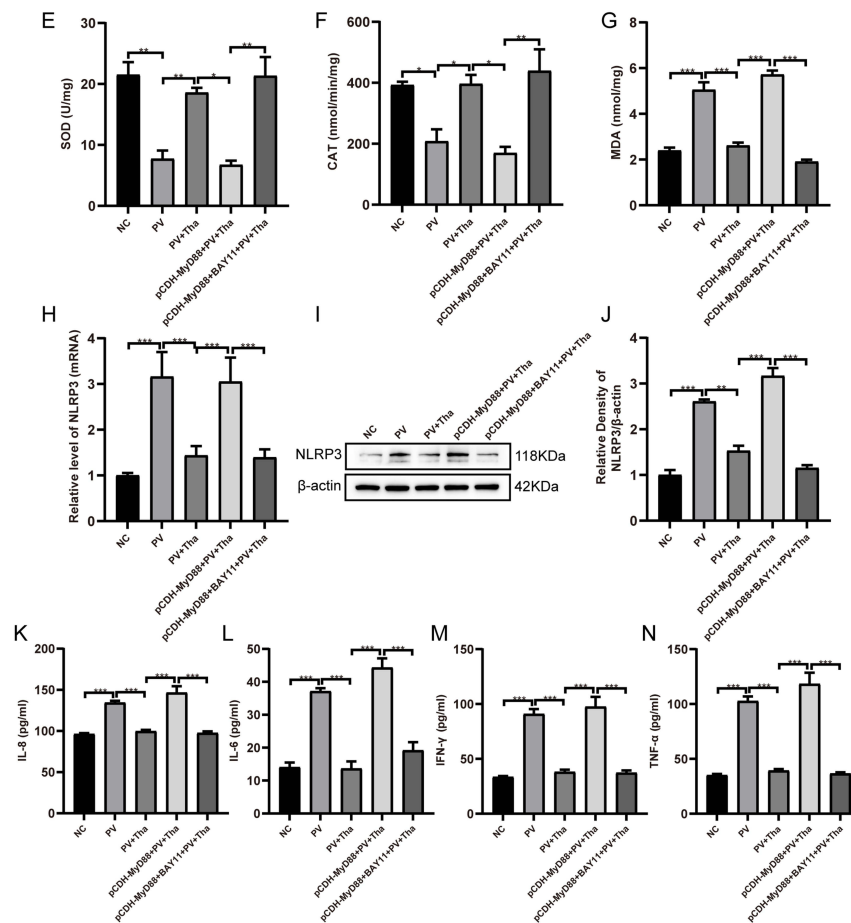 E
SOD (U/mg)
30
20
10
0
**
**
*
**
NC
PV
PV+Tha
pCDH-MyD88+PV+Tha
pCDH-MyD88+BAY11+PV+Tha
F
CAT (nmol/min/mg)
600
400
200
0
*
*
*
**
NC
PV
PV+Tha
pCDH-MyD88+PV+Tha
pCDH-MyD88+BAY11+PV+Tha
G
MDA (nmol/mg)
8
6
4
2
0
***
***
***
***
NC
PV
PV+Tha
pCDH-MyD88+PV+Tha
pCDH-MyD88+BAY11+PV+Tha
H
Relative level of NLRP3 (mRNA)
4
3
2
1
0
***
***
***
***
NC
PV
PV+Tha
pCDH-MyD88+PV+Tha
pCDH-MyD88+BAY11+PV+Tha
I
NC
PV
PV+Tha
pCDH-MyD88+PV+Tha
pCDH-MyD88+BAY11+PV+Tha
NLRP3 118KDa
β-actin 42KDa
J
Relative Density of
NLRP3/β-actin
4
3
2
1
0
***
**
***
***
NC
PV
PV+Tha
pCDH-MyD88+PV+Tha
pCDH-MyD88+BAY11+PV+Tha
K
IL-8 (pg/ml)
200
150
100
50
0
***
***
***
***
NC
PV
PV+Tha
pCDH-MyD88+PV+Tha
pCDH-MyD88+BAY11+PV+Tha
L
IL-6 (pg/ml)
50
40
30
20
10
0
***
***
***
***
NC
PV
PV+Tha
pCDH-MyD88+PV+Tha
pCDH-MyD88+BAY11+PV+Tha
M
IFN-γ (pg/ml)
150
100
50
0
***
***
***
***
NC
PV
PV+Tha
pCDH-MyD88+PV+Tha
pCDH-MyD88+BAY11+PV+Tha
N
TNF-α (pg/ml)
150
100
50
0
***
***
***
***
NC
PV
PV+Tha
pCDH-MyD88+PV+Tha
pCDH-MyD88+BAY11+PV+Tha